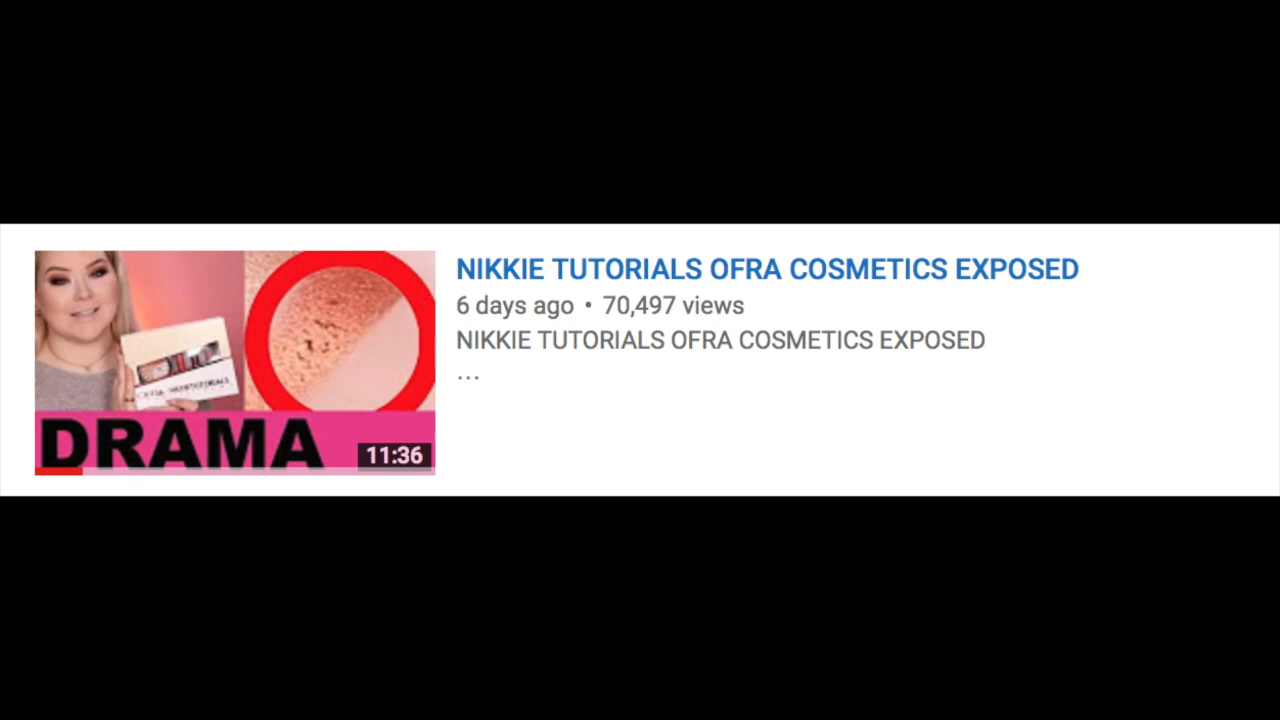 NIKKIE TUTORIALS OFRA COSMETICS EXPOSED
6 days ago • 70,497 views
NIKKIE TUTORIALS OFRA COSMETICS EXPOSED
...
DRAMA
11:36